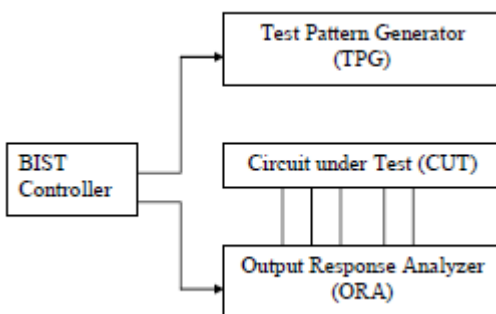 Test Pattern Generator
(TPG)
BIST
Controller
Circuit under Test (CUT)
Output Response Analyzer
(ORA)